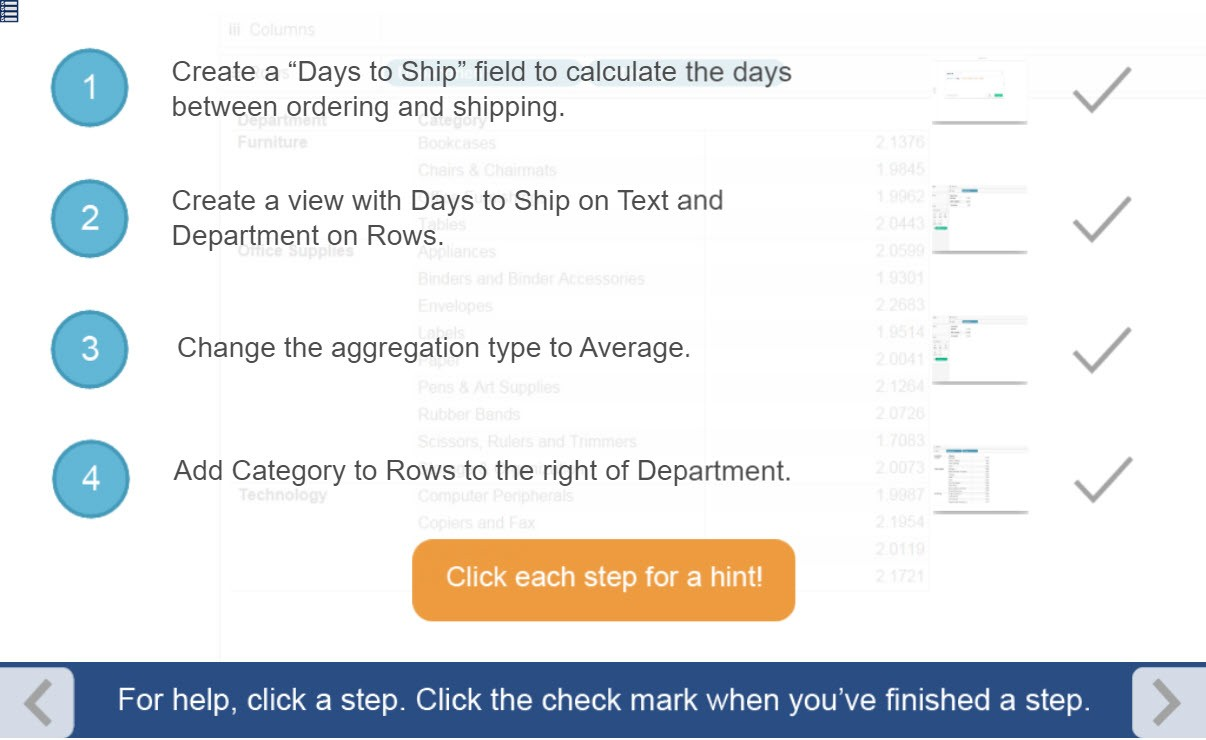 iii Columns
1
Create a “Days to Ship” field to calculate the days
between ordering and shipping.
Department Category
Furniture Bookcases 2.1376
Chairs & Chairmats 1.9845
1.9962
2
Create a view with Days to Ship on Text and
Department on Rows.
Tables 2.0443
Office Supplies Appliances 2.0599
Binders and Binder Accessories 1.9301
Envelopes 2.2683
Labels 1.9514
3
Change the aggregation type to Average.
Paper 2.0041
Pens & Art Supplies 2.1264
Rubber Bands 2.0726
Scissors, Rulers and Trimmers 1.7083
4
Add Category to Rows to the right of Department.
2.0073
Technology Computer Peripherals 1.9987
Copiers and Fax 2.1954
2.0119
2.1721
Click each step for a hint!
For help, click a step. Click the check mark when you’ve finished a step.